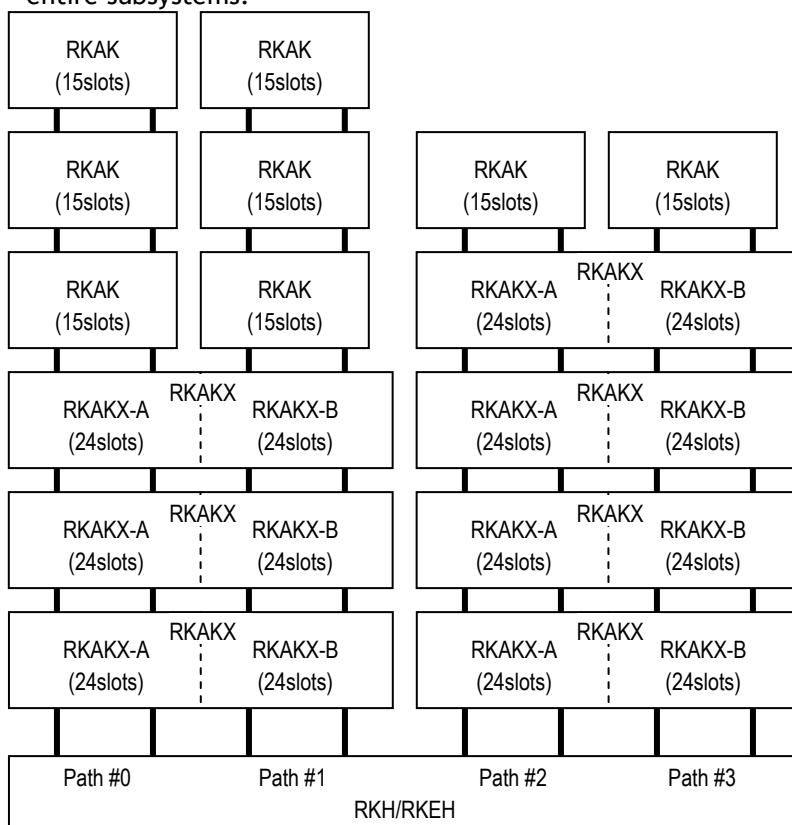 entire subsystems.
RKAK RKAK
(15slots) (15slots)
RKAK RKAK RKAK RKAK
(15slots) (15slots) (15slots) (15slots)
RKAKX
RKAK RKAK RKAKX-A RKAKX-B
(15slots) (15slots) (24slots) (24slots)
RKAKX RKAKX
RKAKX-A RKAKX-B RKAKX-A RKAKX-B
(24slots) (24slots) (24slots) (24slots)
RKAKX RKAKX
RKAKX-A RKAKX-B RKAKX-A RKAKX-B
(24slots) (24slots) (24slots) (24slots)
RKAKX RKAKX
RKAKX-A RKAKX-B RKAKX-A RKAKX-B
(24slots) (24slots) (24slots) (24slots)
Path #0 Path #1 Path #2 Path #3
RKH/RKEH